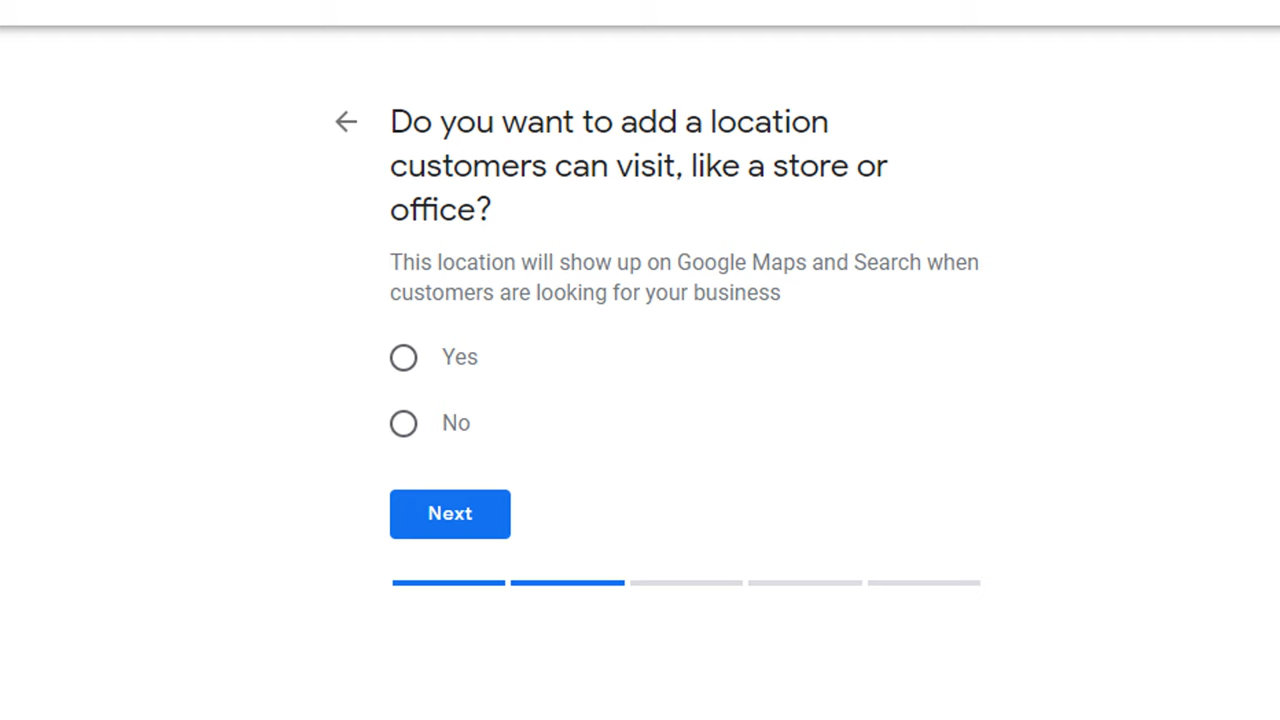 Do you want to add a location
customers can visit, like a store or
office?
This location will show up on Google Maps and Search when
customers are looking for your business
Yes
No
Next